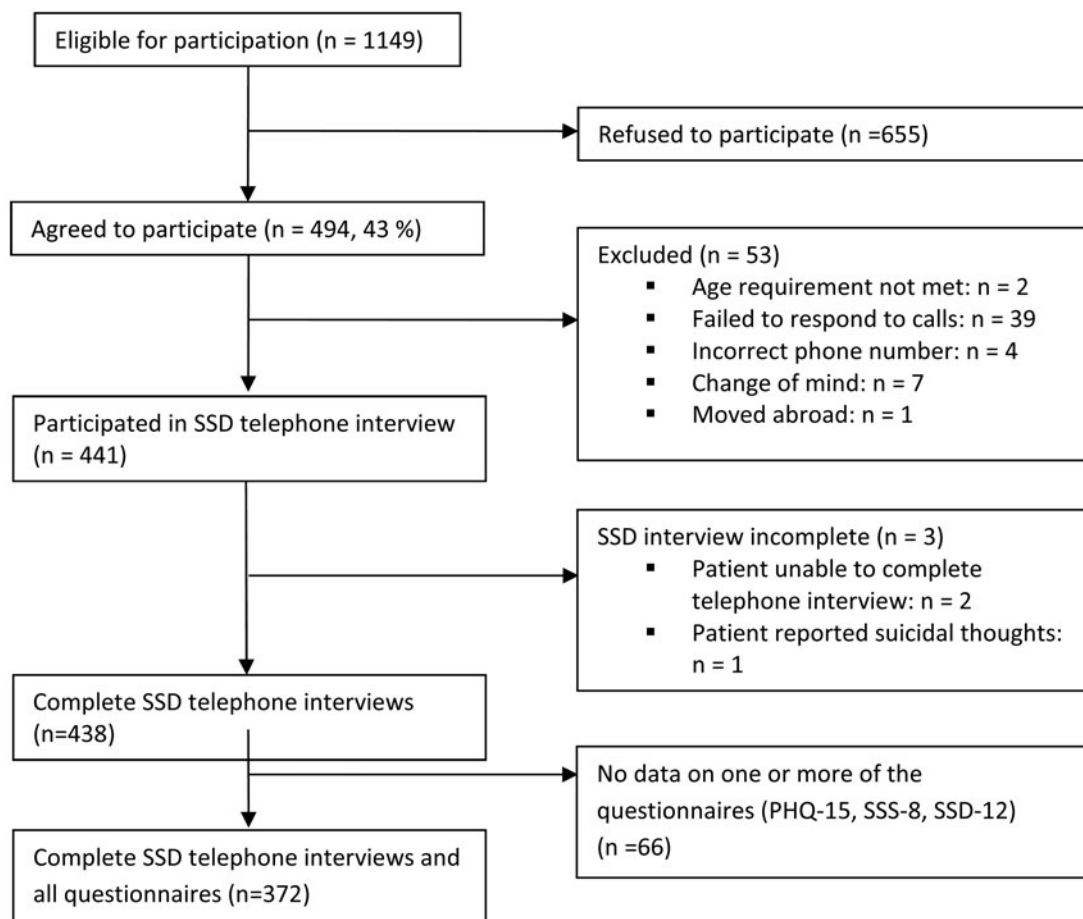 Eligible for participation (n = 1149)
Refused to participate (n =655)
Agreed to participate (n = 494, 43 %)
Excluded (n = 53)
▪ Age requirement not met: n = 2
▪ Failed to respond to calls: n = 39
▪ Incorrect phone number: n = 4
▪ Change of mind: n = 7
▪ Moved abroad: n = 1
Participated in SSD telephone interview
(n = 441)
SSD interview incomplete (n = 3)
▪ Patient unable to complete
telephone interview: n = 2
▪ Patient reported suicidal thoughts:
n = 1
Complete SSD telephone interviews
(n=438)
No data on one or more of the
questionnaires (PHQ-15, SSS-8, SSD-12)
(n =66)
Complete SSD telephone interviews and
all questionnaires (n=372)